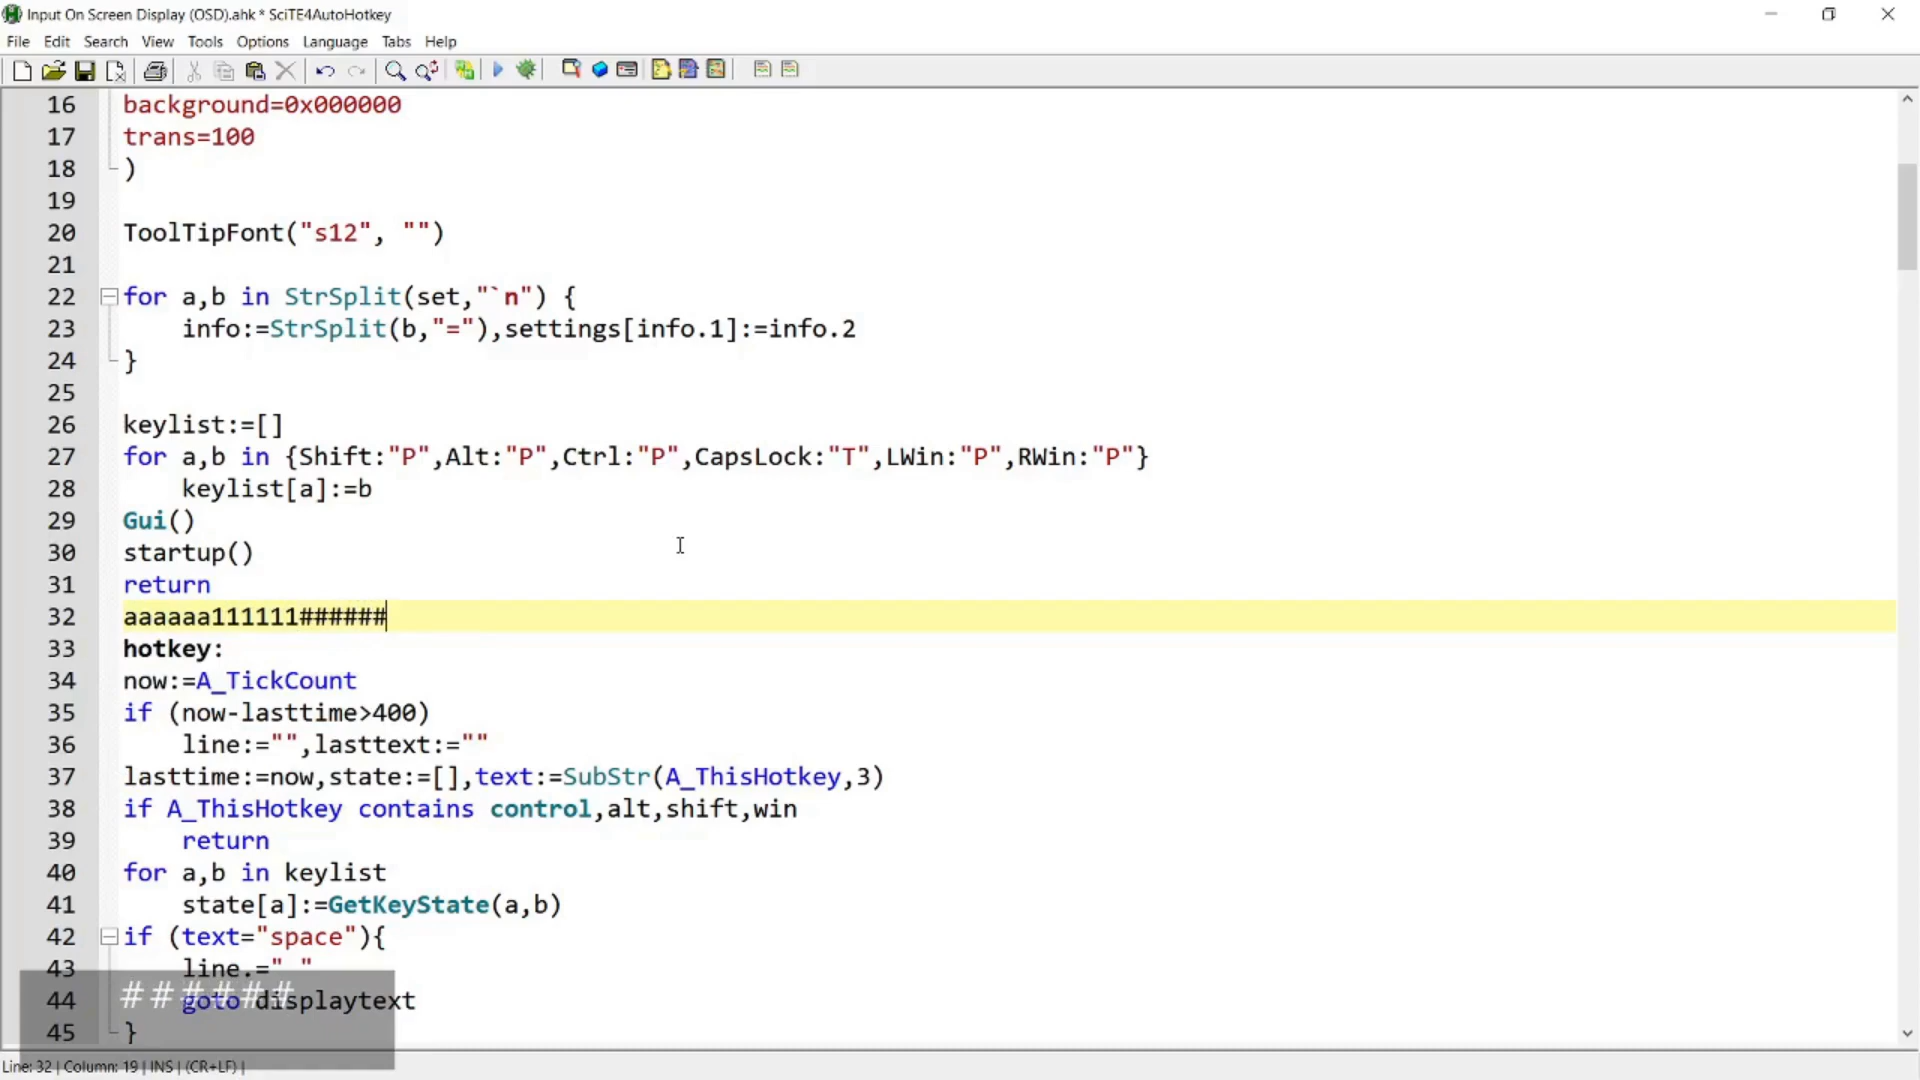 Input On Screen Display (OSD).ahk * SciTE4AutoHotkey
File Edit Search View Tools Options Language Tabs Help
16 background=0x000000
17 trans=100
18 )
19
20 ToolTipFont("s12", "")
21
22 for a,b in StrSplit(set,"`n") {
23 info:=StrSplit(b,"="),settings[info.1]:=info.2
24 }
25
26 keylist:=[]
27 for a,b in {Shift:"P",Alt:"P",Ctrl:"P",CapsLock:"T",LWin:"P",RWin:"P"}
28 keylist[a]:=b
29 Gui()
30 startup()
31 return
32 aaaaaa111111######
33 hotkey:
34 now:=A_TickCount
35 if (now-lasttime>400)
36 line:="",lasttext:=""
37 lasttime:=now,state:=[],text:=SubStr(A_ThisHotkey,3)
38 if A_ThisHotkey contains control,alt,shift,win
39 return
40 for a,b in keylist
41 state[a]:=GetKeyState(a,b)
42 if (text="space"){
43 line.=" "
44 goto displaytext
######
45 }
Line: 32 | Column: 19 | INS | (CR+LF) |